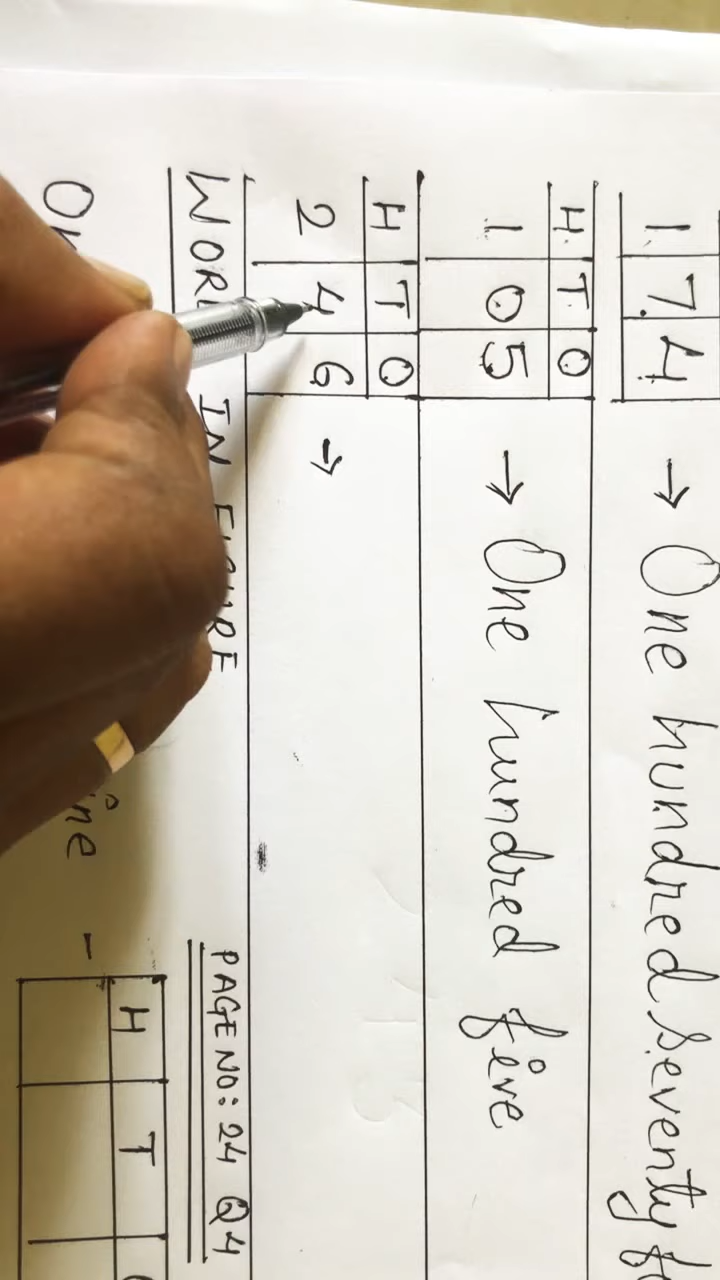 1 7 4 → One hundred seventy
H T O
1 0 5 → One hundred five
H T O
2 4 6 →
IN FIGURE
PAGE NO: 24 Q4
-
H T